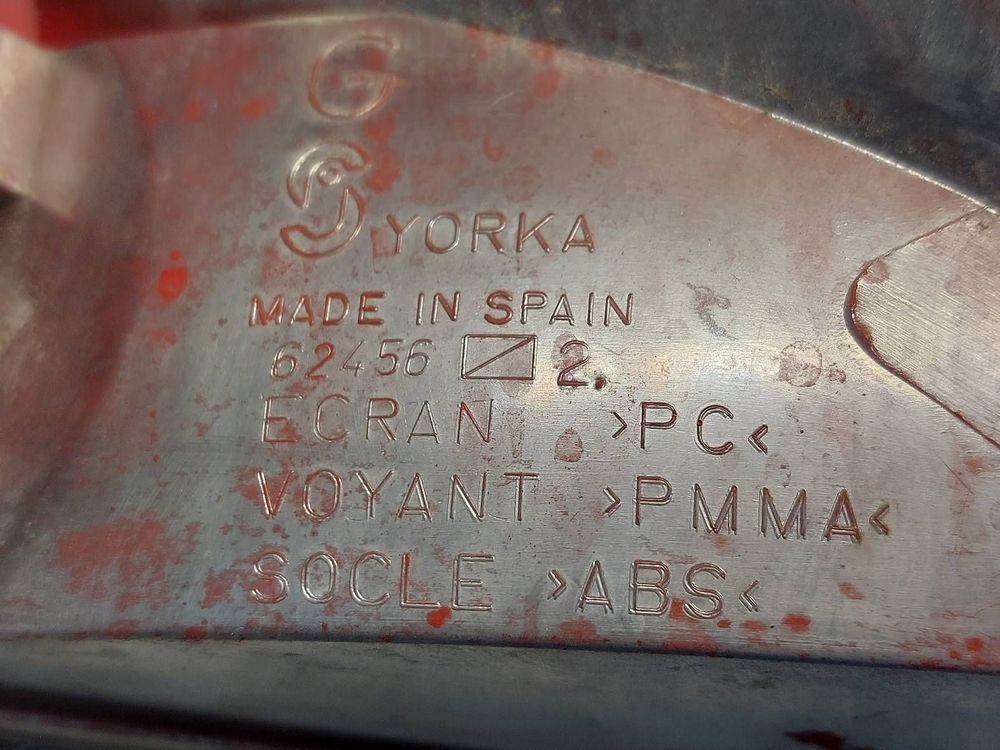 G
YORKA
MADE IN SPAIN
62456 2.
ECRAN >PC<
VOYANT >PMMA<
SOCLE >ABS<